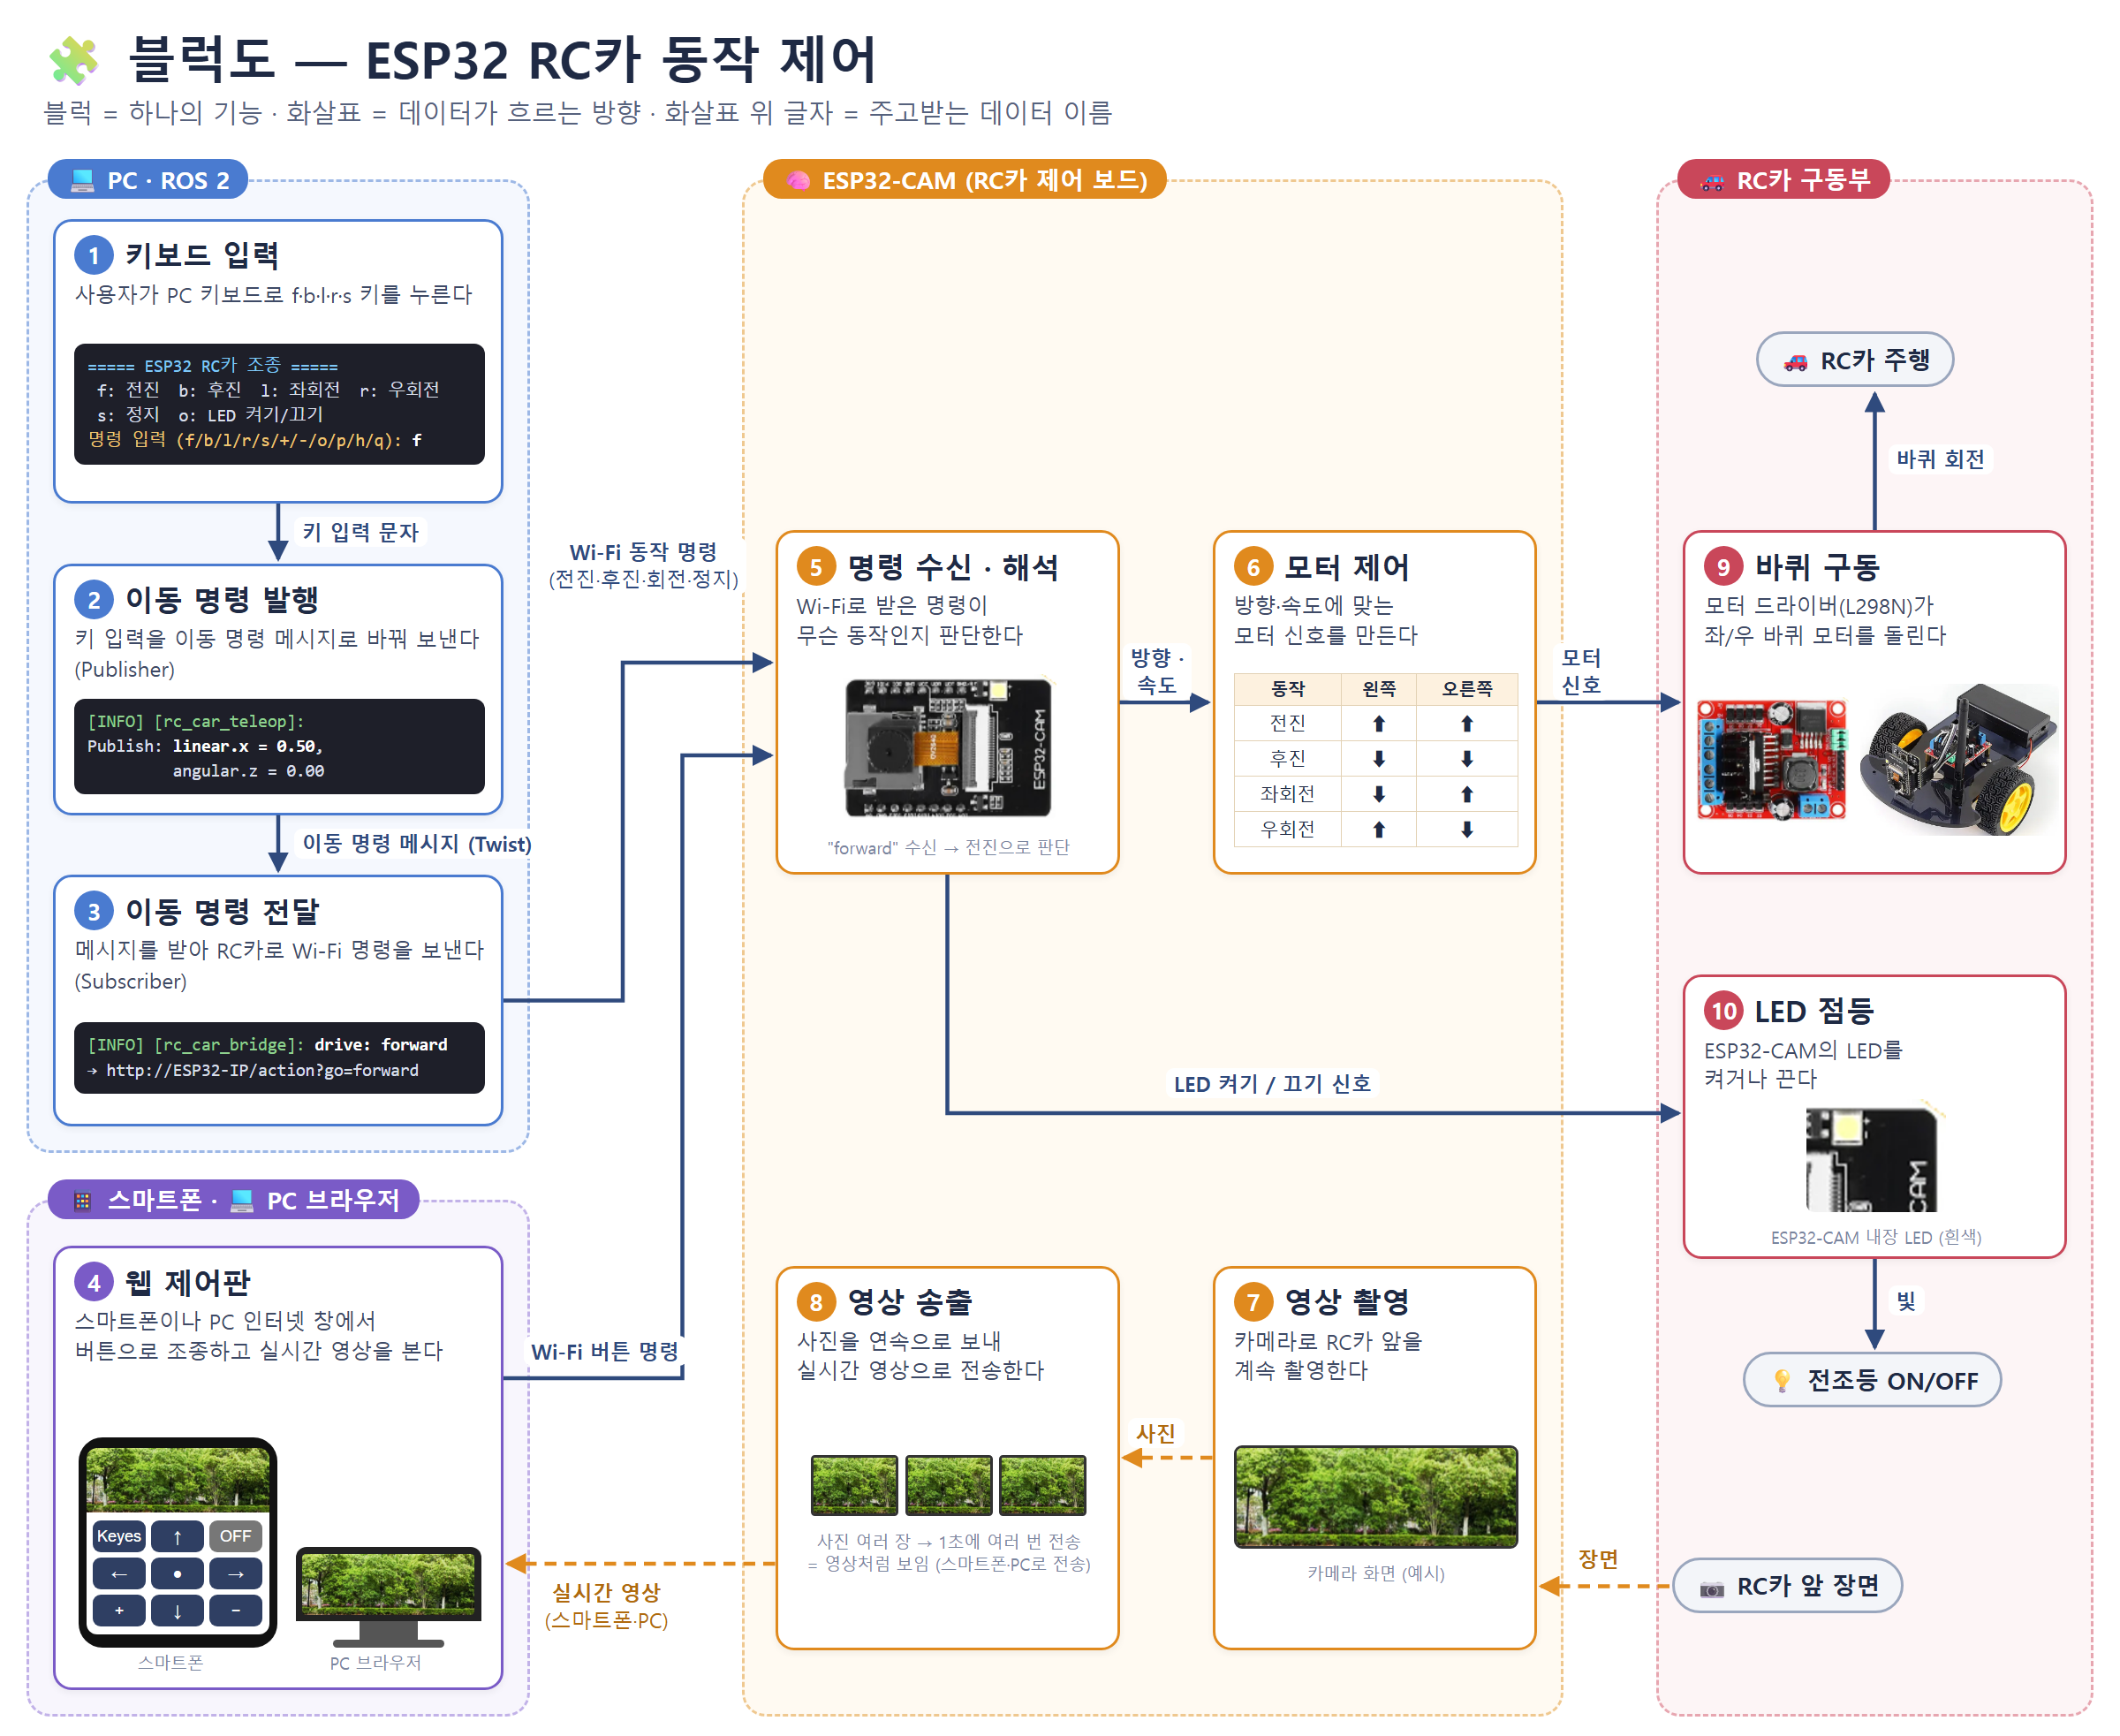 블럭도 — ESP32 RC카 동작 제어
블럭 = 하나의 기능 · 화살표 = 데이터가 흐르는 방향 · 화살표 위 글자 = 주고받는 데이터 이름
PC · ROS 2
1 키보드 입력
사용자가 PC 키보드로 f·b·l·r·s 키를 누른다
===== ESP32 RC카 조종 =====
f: 전진 b: 후진 l: 좌회전 r: 우회전
s: 정지 o: LED 켜기/끄기
명령 입력 (f/b/l/r/s/+/-/o/p/h/q): f
키 입력 문자
2 이동 명령 발행
키 입력을 이동 명령 메시지로 바꿔 보낸다
(Publisher)
[INFO] [rc_car_teleop]:
Publish: linear.x = 0.50,
angular.z = 0.00
이동 명령 메시지 (Twist)
3 이동 명령 전달
메시지를 받아 RC카로 Wi-Fi 명령을 보낸다
(Subscriber)
[INFO] [rc_car_bridge]: drive: forward
→ http://ESP32-IP/action?go=forward
스마트폰 · PC 브라우저
4 웹 제어판
스마트폰이나 PC 인터넷 창에서
버튼으로 조종하고 실시간 영상을 본다
Keyes ↑ OFF
← ● →
+ ↓ −
스마트폰
PC 브라우저
Wi-Fi 동작 명령
(전진·후진·회전·정지)
Wi-Fi 버튼 명령
실시간 영상
(스마트폰·PC)
ESP32-CAM (RC카 제어 보드)
5 명령 수신 · 해석
Wi-Fi로 받은 명령이
무슨 동작인지 판단한다
ESP32-CAM
"forward" 수신 → 전진으로 판단
방향 ·
속도
6 모터 제어
방향·속도에 맞는
모터 신호를 만든다
동작 왼쪽 오른쪽
전진 ⬆ ⬆
후진 ⬇ ⬇
좌회전 ⬇ ⬆
우회전 ⬆ ⬇
모터
신호
LED 켜기 / 끄기 신호
8 영상 송출
사진을 연속으로 보내
실시간 영상으로 전송한다
사진 여러 장 → 1초에 여러 번 전송
= 영상처럼 보임 (스마트폰·PC로 전송)
사진
7 영상 촬영
카메라로 RC카 앞을
계속 촬영한다
카메라 화면 (예시)
장면
RC카 구동부
RC카 주행
바퀴 회전
9 바퀴 구동
모터 드라이버(L298N)가
좌/우 바퀴 모터를 돌린다
10 LED 점등
ESP32-CAM의 LED를
켜거나 끈다
CAM
ESP32-CAM 내장 LED (흰색)
빛
전조등 ON/OFF
RC카 앞 장면